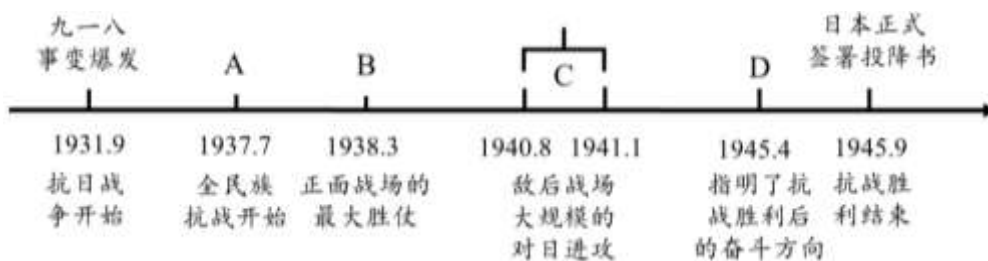 九一八
事变爆发
A
B
C
D
日本正式
签署投降书
1931.9
1937.7
1938.3
1940.8 1941.1
1945.4
1945.9
抗日战
争开始
全民族
抗战开始
正面战场的
最大胜仗
敌后战场
大规模的
对日进攻
指明了抗
战胜利后
的奋斗方向
抗战胜
利结束